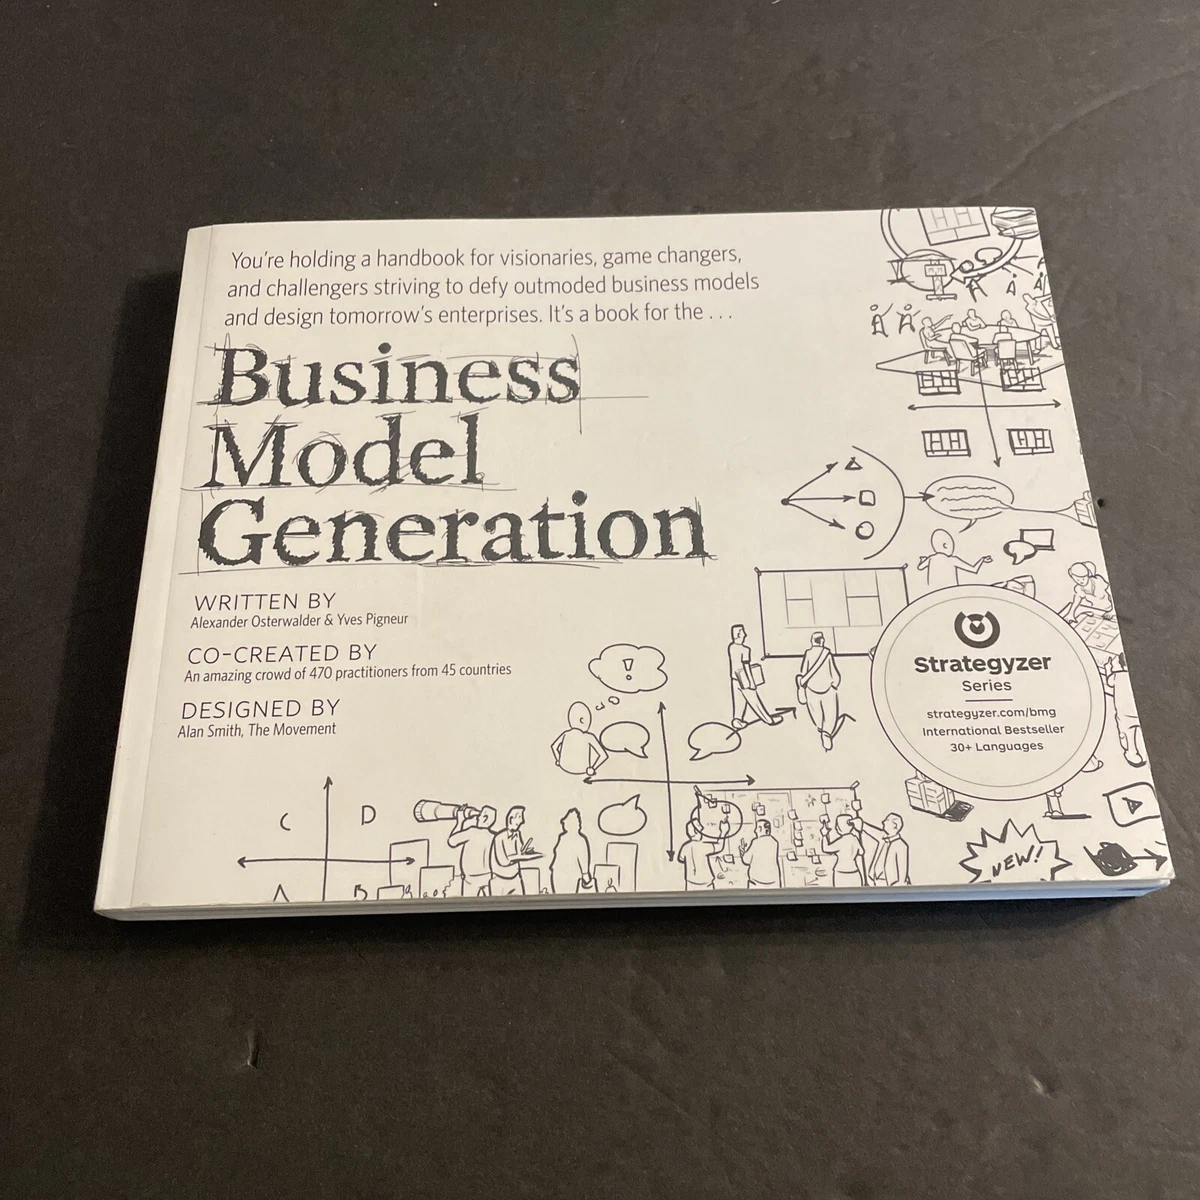 You're holding a handbook for visionaries, game changers,
and challengers striving to defy outmoded business models
and design tomorrow's enterprises. It's a book for the ...
Business
Model
Generation
WRITTEN BY
Alexander Osterwalder & Yves Pigneur
CO-CREATED BY
An amazing crowd of 470 practitioners from 45 countries
DESIGNED BY
Alan Smith, The Movement
Strategyzer
Series
strategyzer.com/bmg
International Bestseller
30+ Languages
!
C D
A B
NEW!